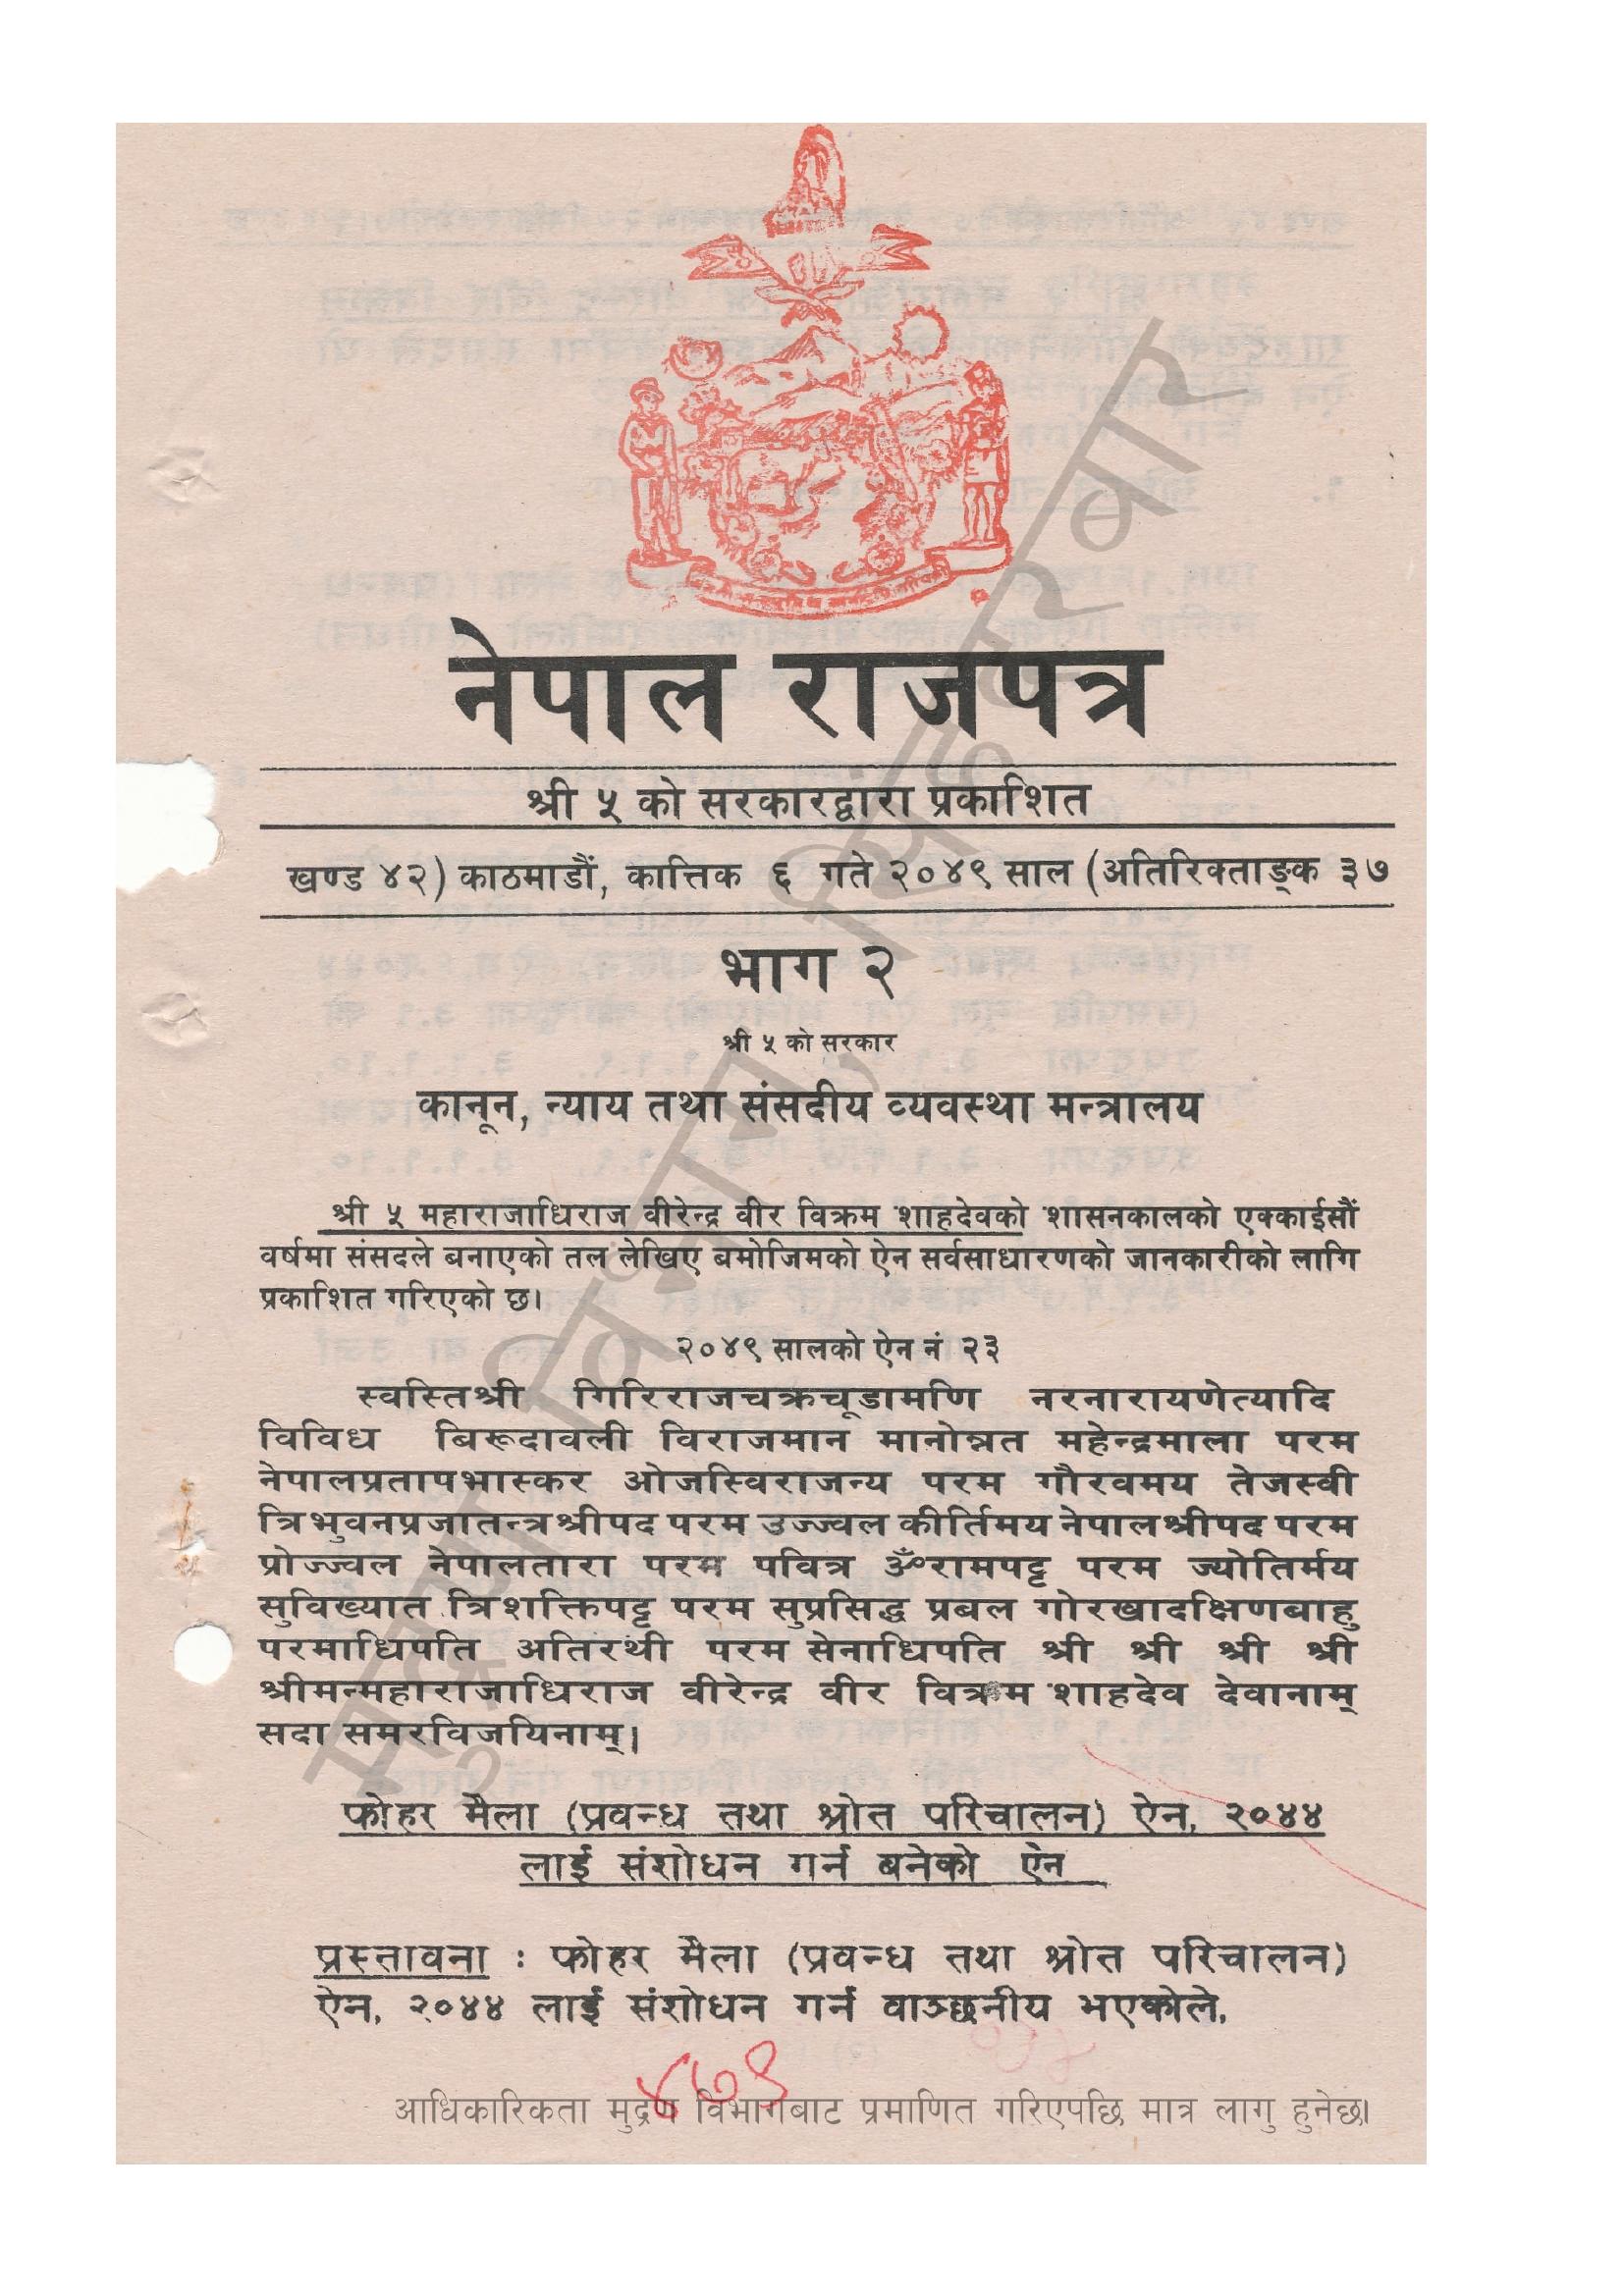 नेपाल राजपत्र
श्री ५ को सरकारद्वारा प्रकाशित
खण्ड ४२) काठमाडौं, कात्तिक ६ गते २०४९ साल (अतिरिक्ताङ्क ३७
भाग २
श्री ५ को सरकार
कानून, न्याय तथा संसदीय व्यवस्था मन्त्रालय
श्री ५ महाराजाधिराज वीरेन्द्र वीर विक्रम शाहदेवको शासनकालको एक्काईसौं
वर्षमा संसदले बनाएको तल लेखिए बमोजिमको ऐन सर्वसाधारणको जानकारीको लागि
प्रकाशित गरिएको छ।
२०४९ सालको ऐन नं २३
स्वस्तिश्री गिरिराजचक्रचूडामणि नरनारायणेत्यादि
विविध बिरूदावली विराजमान मानोन्नत महेन्द्रमाला परम
नेपालप्रतापभास्कर ओजस्विराजन्य परम गौरवमय तेजस्वी
त्रिभुवनप्रजातन्त्रश्रीपद परम उज्ज्वल कीर्तिमय नेपालश्रीपद परम
प्रोज्ज्वल नेपालतारा परम पवित्र ॐरामपट्ट परम ज्योतिर्मय
सुविख्यात त्रिशक्तिपट्ट परम सुप्रसिद्ध प्रबल गोरखादक्षिणबाहु
परमाधिपति अतिरथी परम सेनाधिपति श्री श्री श्री श्री
श्रीमन्महाराजाधिराज वीरेन्द्र वीर विक्रम शाहदेव देवानाम्
सदा समरविजयिनाम्।
फोहर मैला (प्रवन्ध तथा श्रोत परिचालन) ऐन, २०४४
लाई संशोधन गर्न बनेको ऐन
प्रस्तावना : फोहर मैला (प्रवन्ध तथा श्रोत परिचालन)
ऐन, २०४४ लाई संशोधन गर्न वाञ्छनीय भएकोले,
४७९
आधिकारिकता मुद्रण विभागबाट प्रमाणित गरिएपछि मात्र लागु हुनेछ।
मुद्रण विभाग, सिंहदरबार